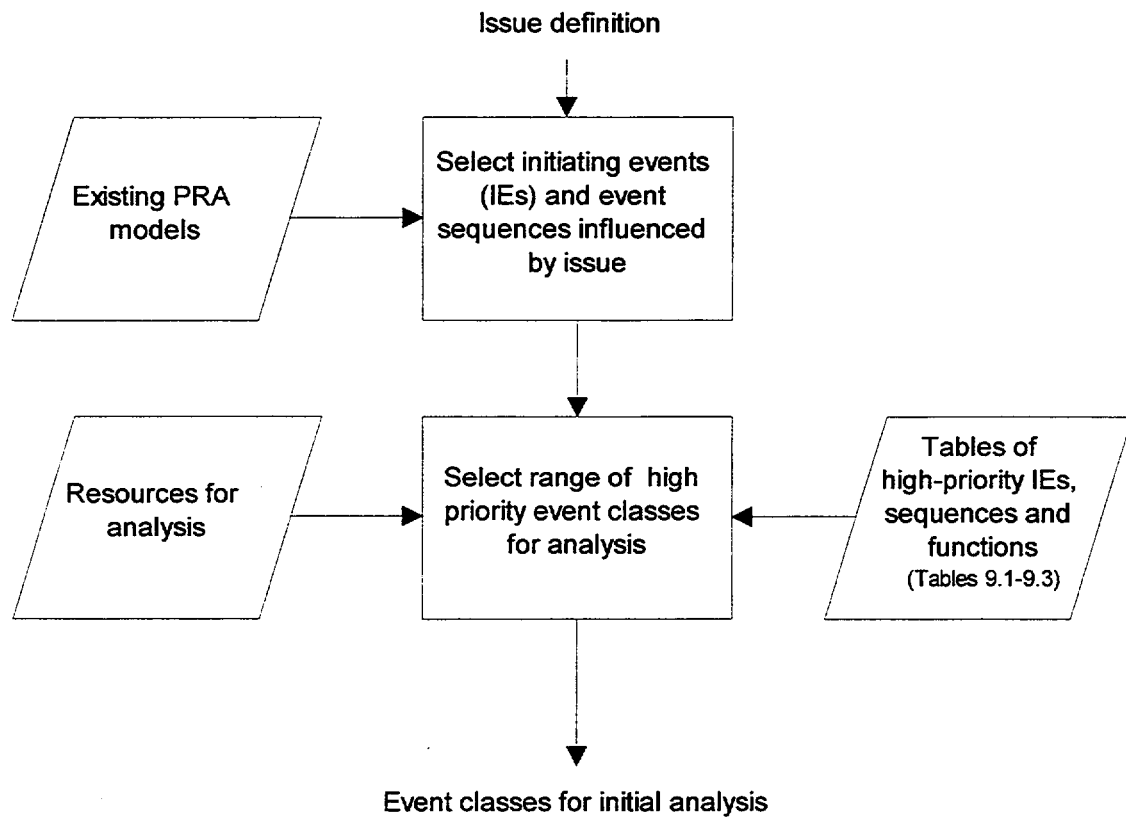 Issue definition
Existing PRA
models
Select initiating events
(IEs) and event
sequences influenced
by issue
Resources for
analysis
Select range of high
priority event classes
for analysis
Tables of
high-priority IEs,
sequences and
functions
(Tables 9.1-9.3)
Event classes for initial analysis